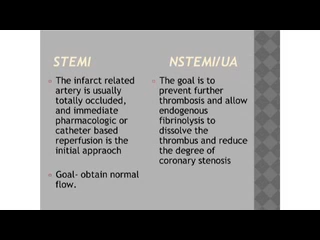 STEMI
The infarct related
artery is usually
totally occluded,
and immediate
pharmacologic or
catheter based
reperfusion is the
initial appraoch
Goal- obtain normal
flow.
NSTEMI/UA
The goal is to
prevent further
thrombosis and allow
endogenous
fibrinolysis to
dissolve the
thrombus and reduce
the degree of
coronary stenosis